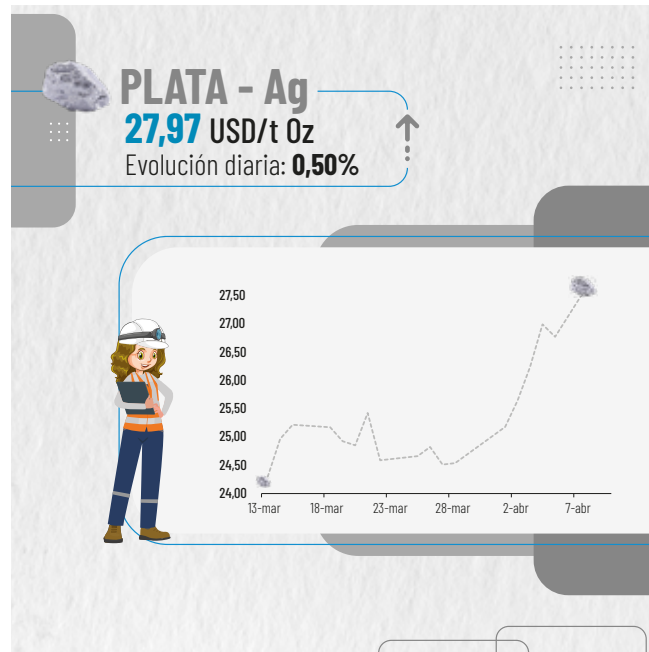 PLATA - Ag
27,97 USD/t Oz
Evolución diaria: 0,50%
27,50
27,00
26,50
26,00
25,50
25,00
24,50
24,00
13-mar 18-mar 23-mar 28-mar 2-abr 7-abr